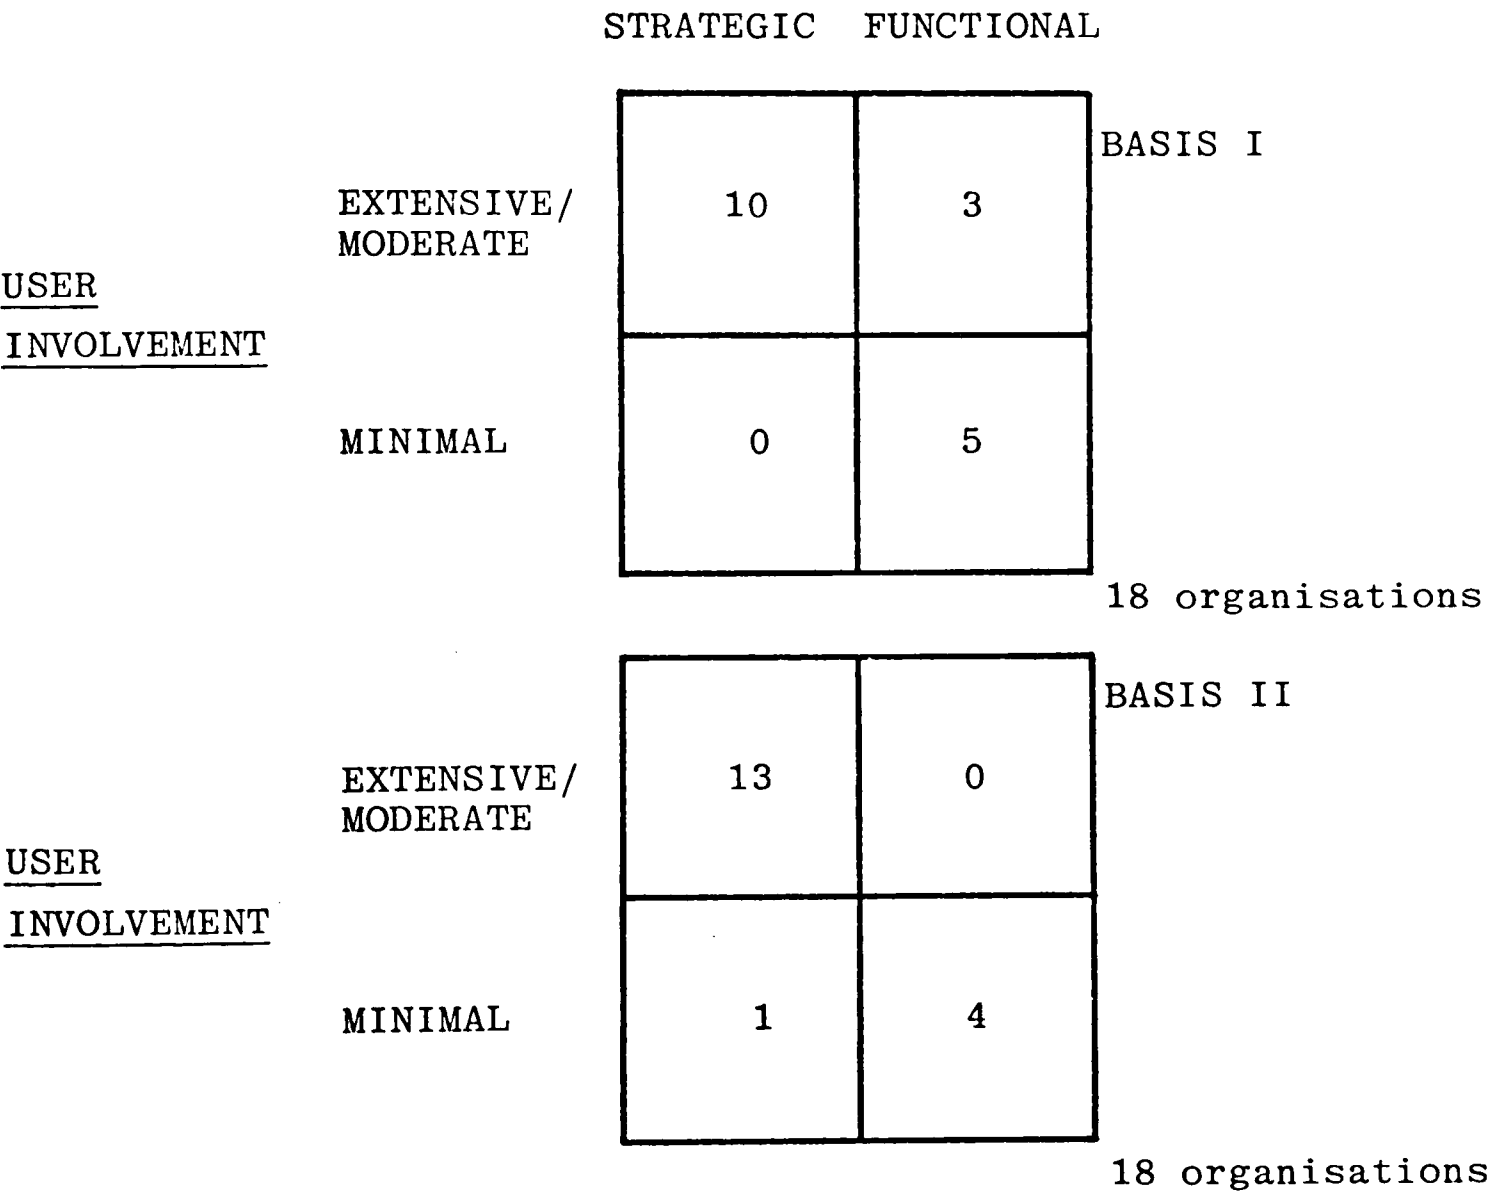 STRATEGIC FUNCTIONAL
BASIS I
EXTENSIVE/
MODERATE
10 3
USER
INVOLVEMENT
MINIMAL
0 5
18 organisations
BASIS II
EXTENSIVE/
MODERATE
13 0
USER
INVOLVEMENT
MINIMAL
1 4
18 organisations